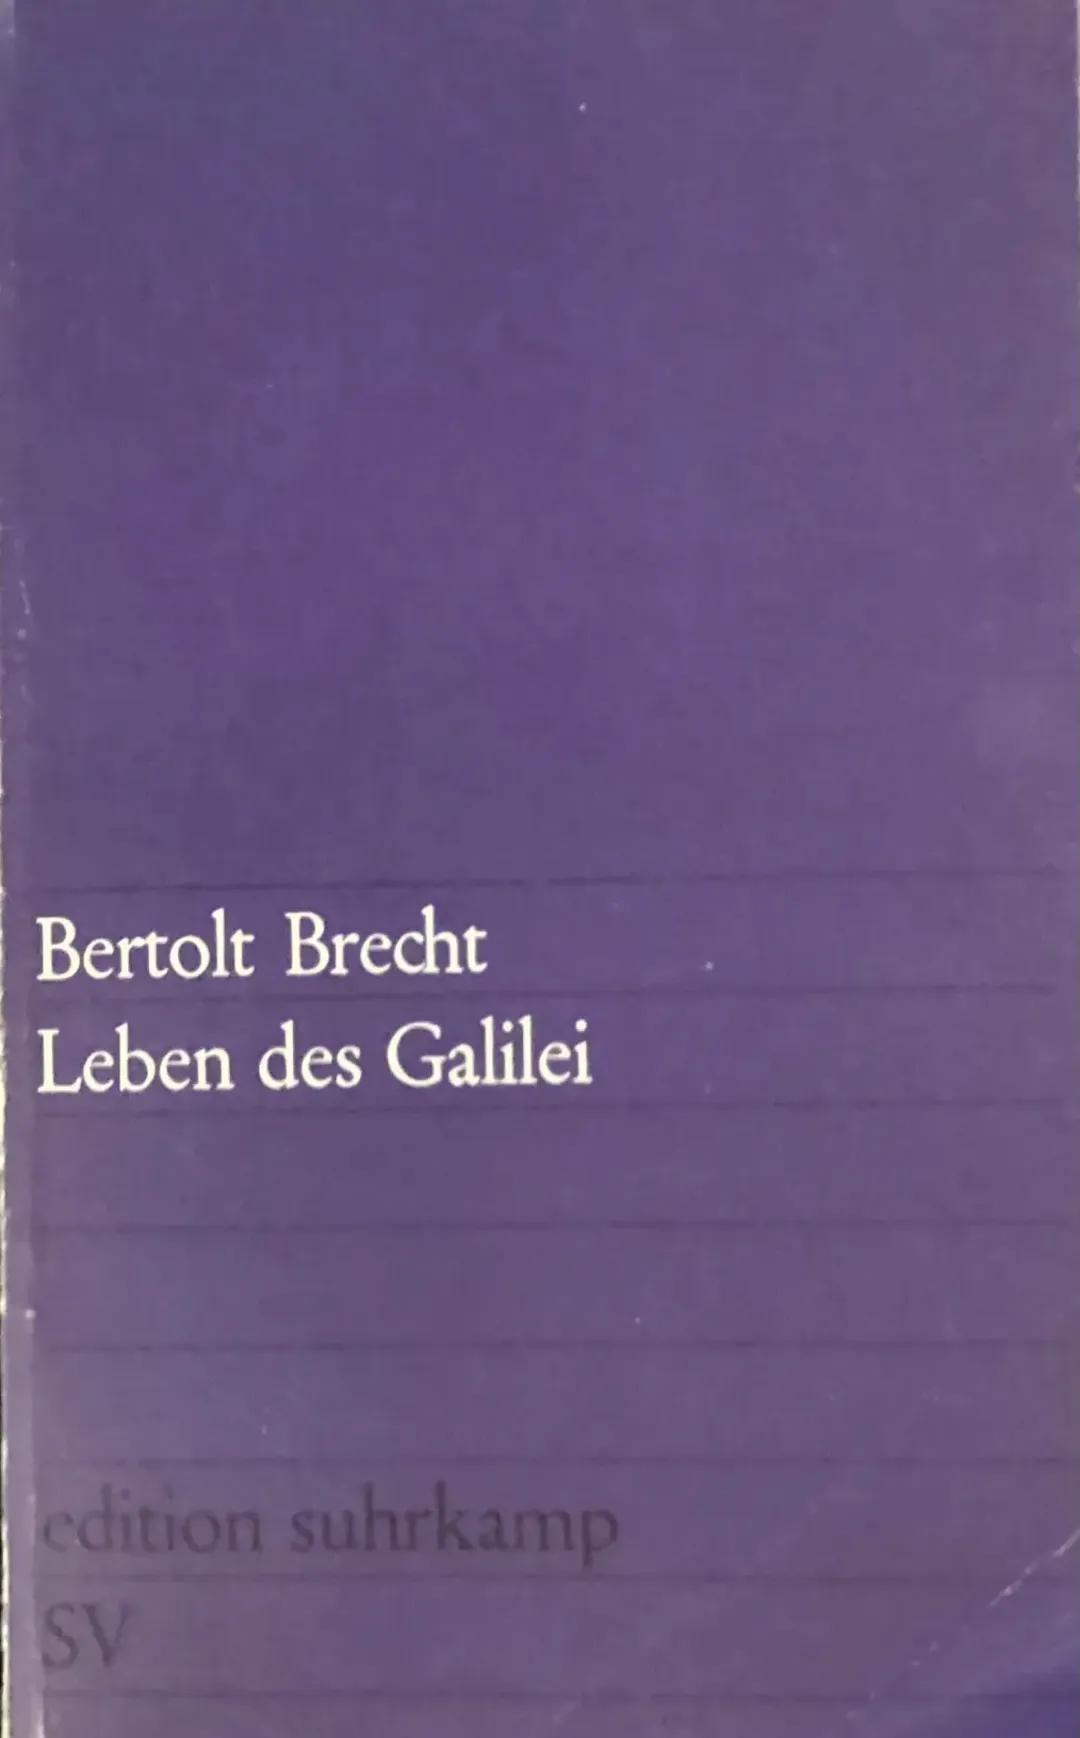 Bertolt Brecht
Leben des Galilei
edition suhrkamp
SV